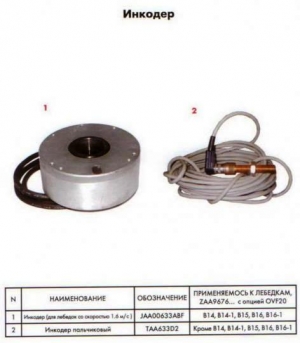 Инкодер
1
2
N НАИМЕНОВАНИЕ ОБОЗНАЧЕНИЕ ПРИМЕНЯЕМОСЬ К ЛЕБЕДКАМ,
ZAA9676... с опцией OVF20
1 Инкодер (для лебедок со скоростью 1.6 м/с) JAA00633ABF B14, B14-1, B15, B16, B16-1
2 Инкодер пальчиковый TAA633D2 Кроме B14, B14-1, B15, B16, B16-1